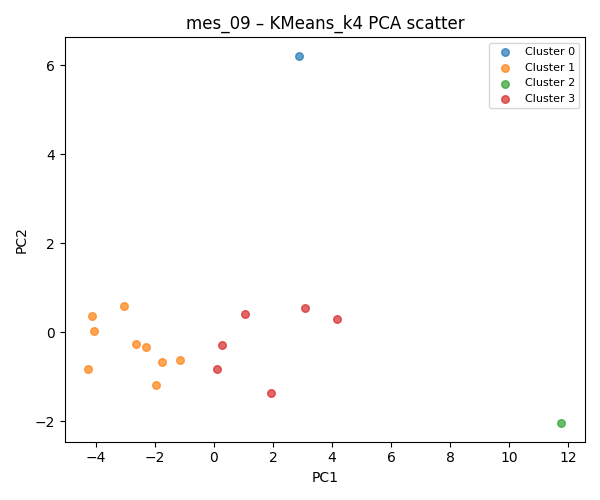 mes_09 – KMeans_k4 PCA scatter
Cluster 0
Cluster 1
Cluster 2
Cluster 3
PC2
6
4
2
0
−2
−4 −2 0 2 4 6 8 10 12
PC1